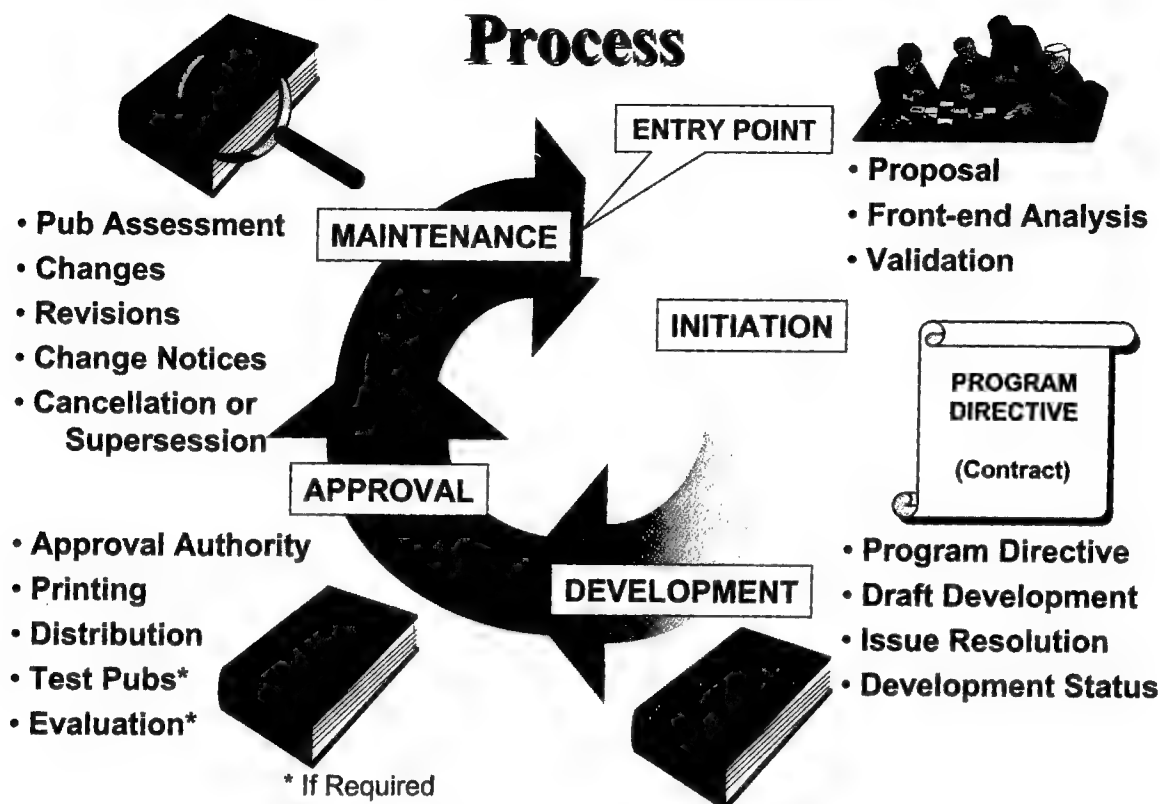 Process
ENTRY POINT
• Proposal
• Front-end Analysis
• Validation
INITIATION
PROGRAM
DIRECTIVE
(Contract)
• Program Directive
• Draft Development
• Issue Resolution
• Development Status
DEVELOPMENT
APPROVAL
• Approval Authority
• Printing
• Distribution
• Test Pubs*
• Evaluation*
* If Required
MAINTENANCE
• Pub Assessment
• Changes
• Revisions
• Change Notices
• Cancellation or
Supersession